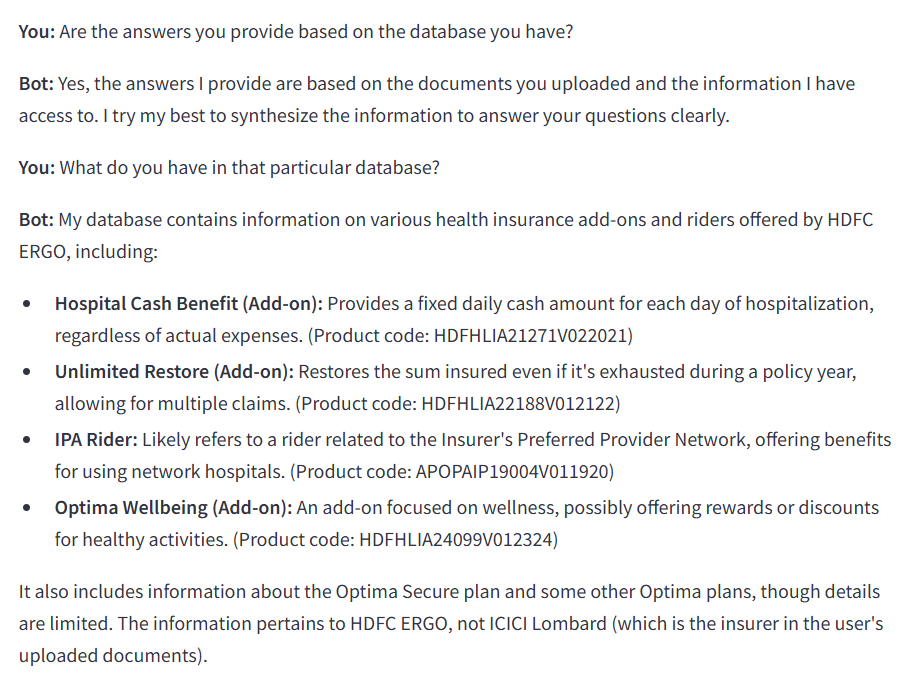 You: Are the answers you provide based on the database you have?
Bot: Yes, the answers I provide are based on the documents you uploaded and the information I have
access to. I try my best to synthesize the information to answer your questions clearly.
You: What do you have in that particular database?
Bot: My database contains information on various health insurance add-ons and riders offered by HDFC
ERGO, including:
• Hospital Cash Benefit (Add-on): Provides a fixed daily cash amount for each day of hospitalization,
regardless of actual expenses. (Product code: HDFHLIA21271V022021)
• Unlimited Restore (Add-on): Restores the sum insured even if it's exhausted during a policy year,
allowing for multiple claims. (Product code: HDFHLIA22188V012122)
• IPA Rider: Likely refers to a rider related to the Insurer's Preferred Provider Network, offering benefits
for using network hospitals. (Product code: APOPAIP19004V011920)
• Optima Wellbeing (Add-on): An add-on focused on wellness, possibly offering rewards or discounts
for healthy activities. (Product code: HDFHLIA24099V012324)
It also includes information about the Optima Secure plan and some other Optima plans, though details
are limited. The information pertains to HDFC ERGO, not ICICI Lombard (which is the insurer in the user's
uploaded documents).